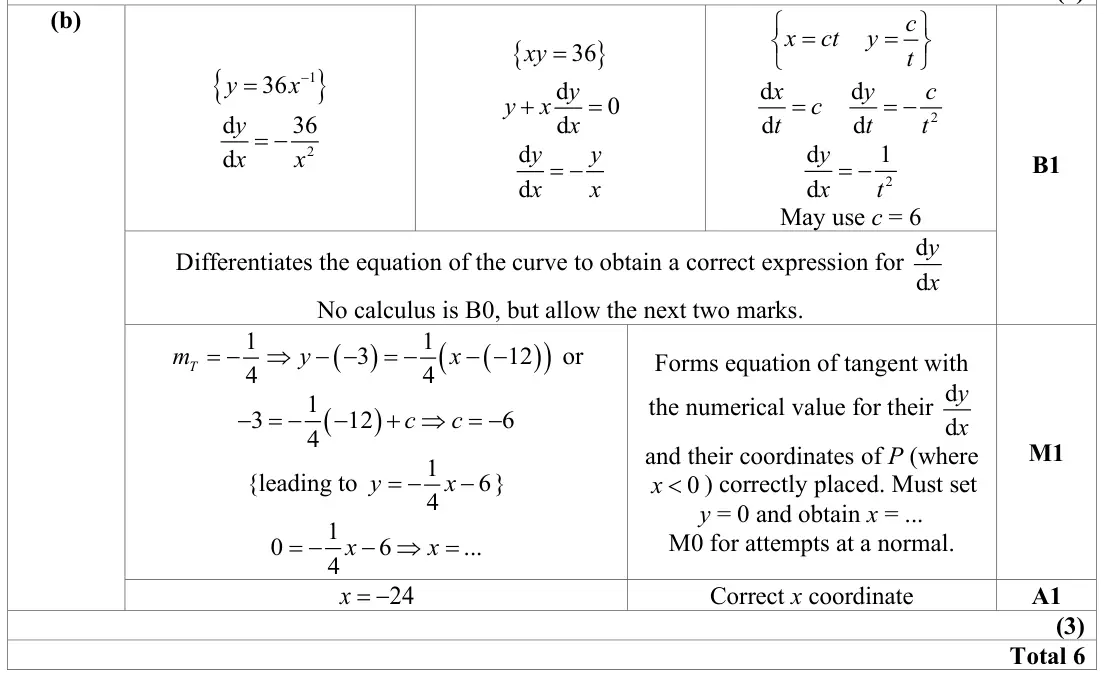 (b)
{y = 36x⁻¹}
dy/dx = −36/x²
{xy = 36}
y + x dy/dx = 0
dy/dx = −y/x
{x = ct   y = c/t}
dx/dt = c   dy/dt = −c/t²
dy/dx = −1/t²
May use c = 6
B1
Differentiates the equation of the curve to obtain a correct expression for dy/dx
No calculus is B0, but allow the next two marks.
m_T = −1/4 ⇒ y − (−3) = −1/4 (x − (−12)) or
−3 = −1/4 (−12) + c ⇒ c = −6
{leading to y = −1/4 x − 6}
0 = −1/4 x − 6 ⇒ x = ...
Forms equation of tangent with
the numerical value for their dy/dx
and their coordinates of P (where
x < 0) correctly placed. Must set
y = 0 and obtain x = ...
M0 for attempts at a normal.
M1
x = −24
Correct x coordinate
A1
(3)
Total 6